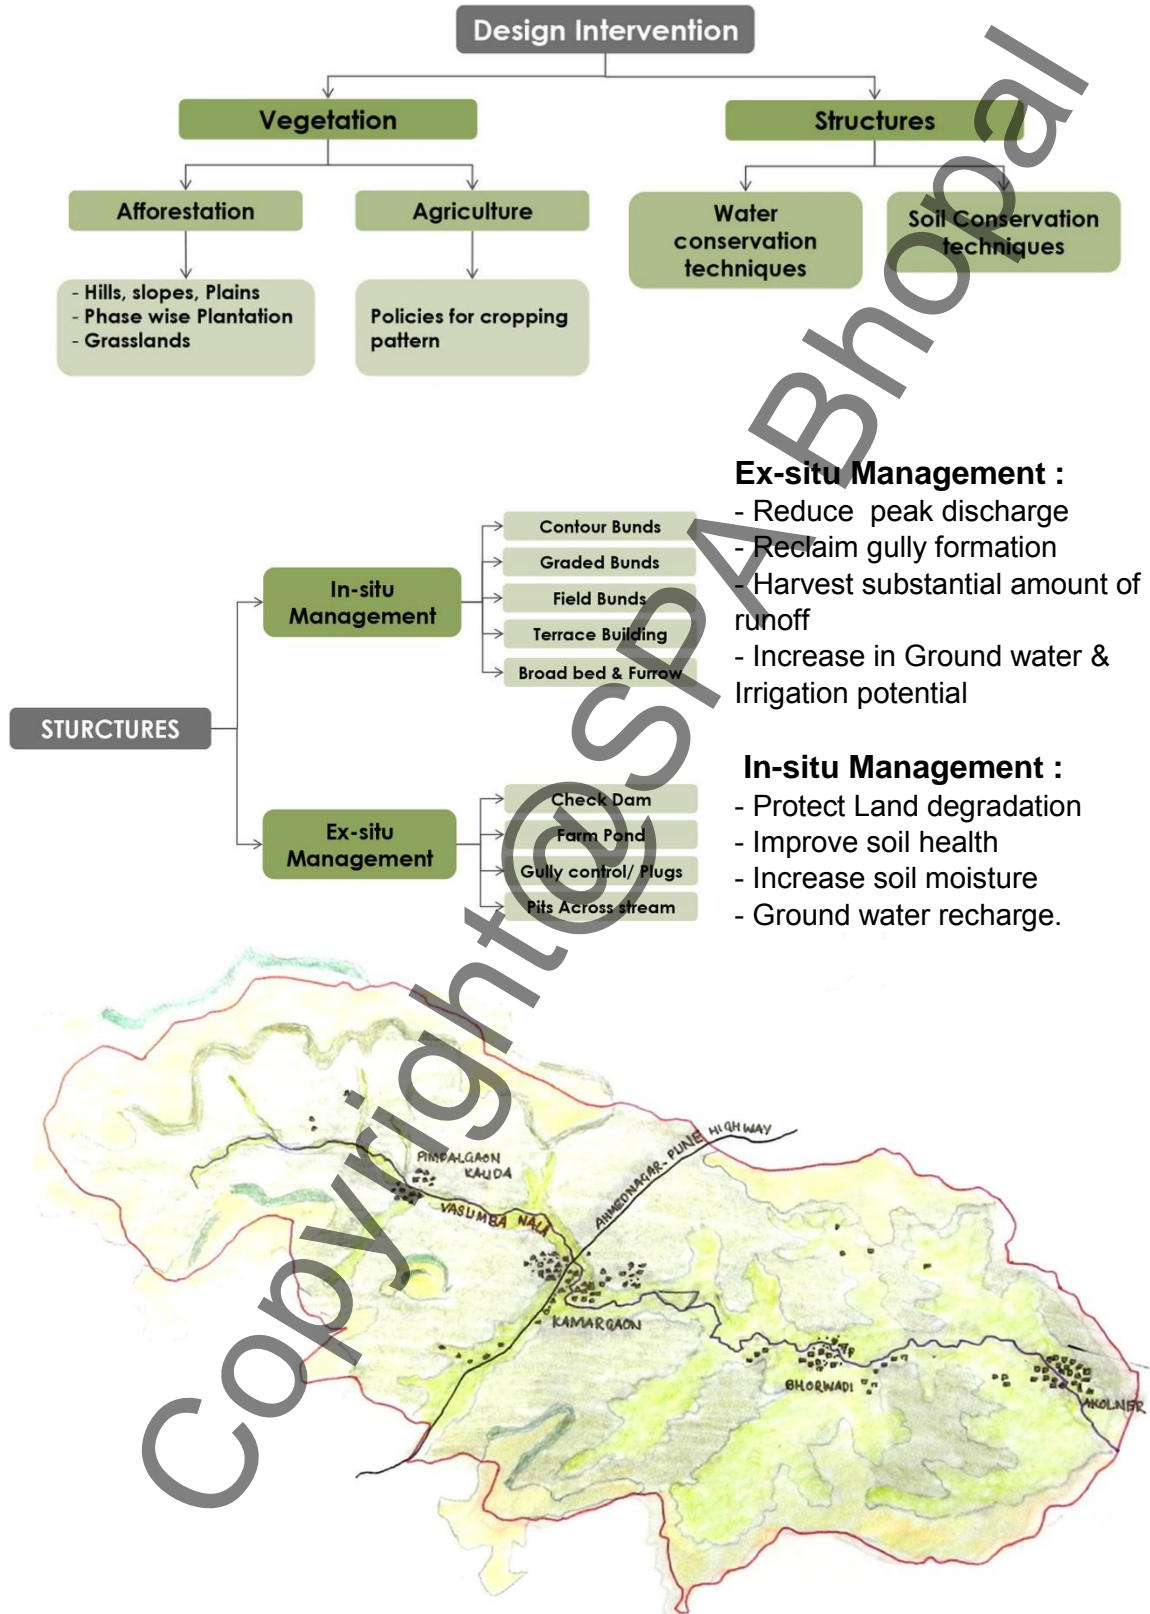 Design Intervention
Vegetation
Structures
Afforestation
Agriculture
Water
conservation
techniques
Soil Conservation
techniques
- Hills, slopes, Plains
- Phase wise Plantation
- Grasslands
Policies for cropping
pattern
STURCTURES
In-situ
Management
Contour Bunds
Graded Bunds
Field Bunds
Terrace Building
Broad bed & Furrow
Ex-situ
Management
Check Dam
Farm Pond
Gully control/ Plugs
Pits Across stream
Ex-situ Management :
- Reduce peak discharge
- Reclaim gully formation
- Harvest substantial amount of
runoff
- Increase in Ground water &
Irrigation potential
In-situ Management :
- Protect Land degradation
- Improve soil health
- Increase soil moisture
- Ground water recharge.
PIMPALGAON
KAUDA
VASUMBA NALA
AHMEDNAGAR-PUNE HIGHWAY
KAMARGAON
BHORWADI
AKOLNER
Copyright@SPA Bhopal